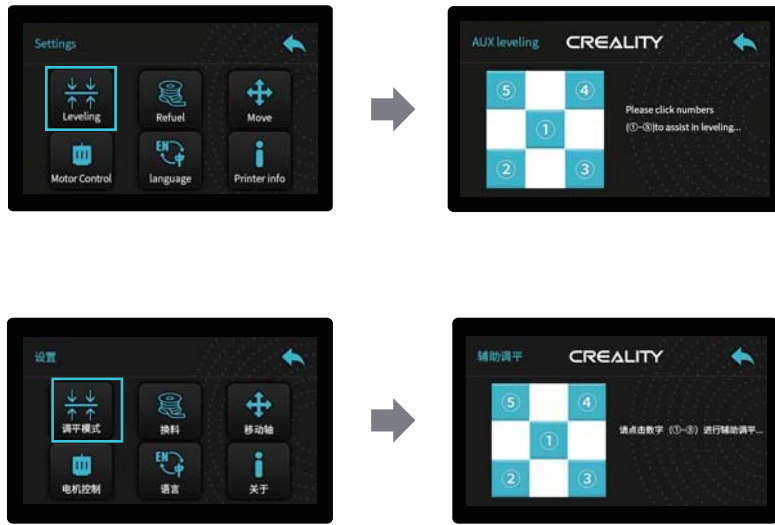 Settings
Leveling
Refuel
Move
EN
Motor Control
language
Printer info
AUX leveling
CREALITY
⑤
④
①
②
③
Please click numbers
(①-⑤)to assist in leveling...
设置
调平模式
换料
移动轴
EN
电机控制
语言
关于
辅助调平
CREALITY
⑤
④
①
②
③
请点击数字 (①-⑤) 进行辅助调平...